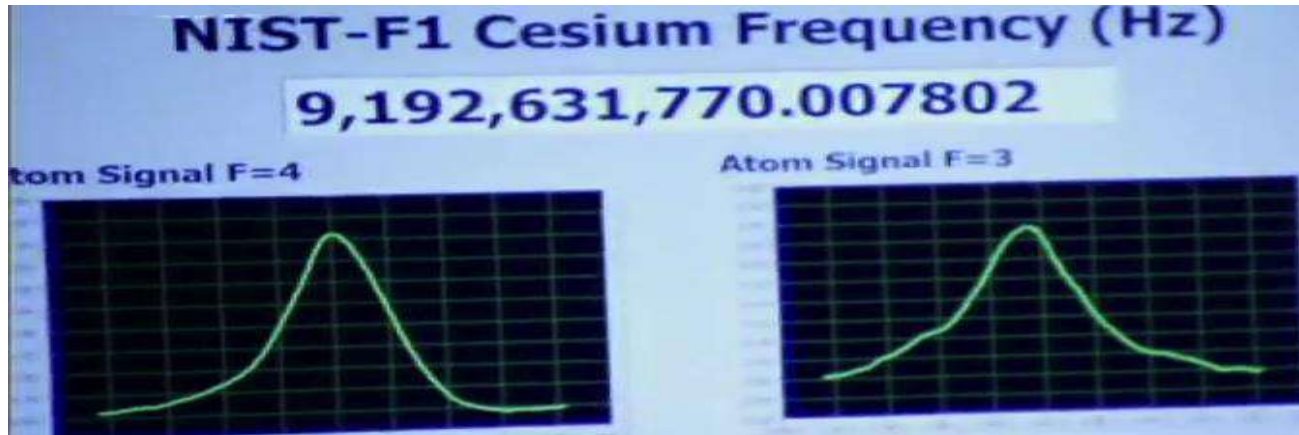 NIST-F1 Cesium Frequency (Hz)
9,192,631,770.007802
tom Signal F=4
Atom Signal F=3